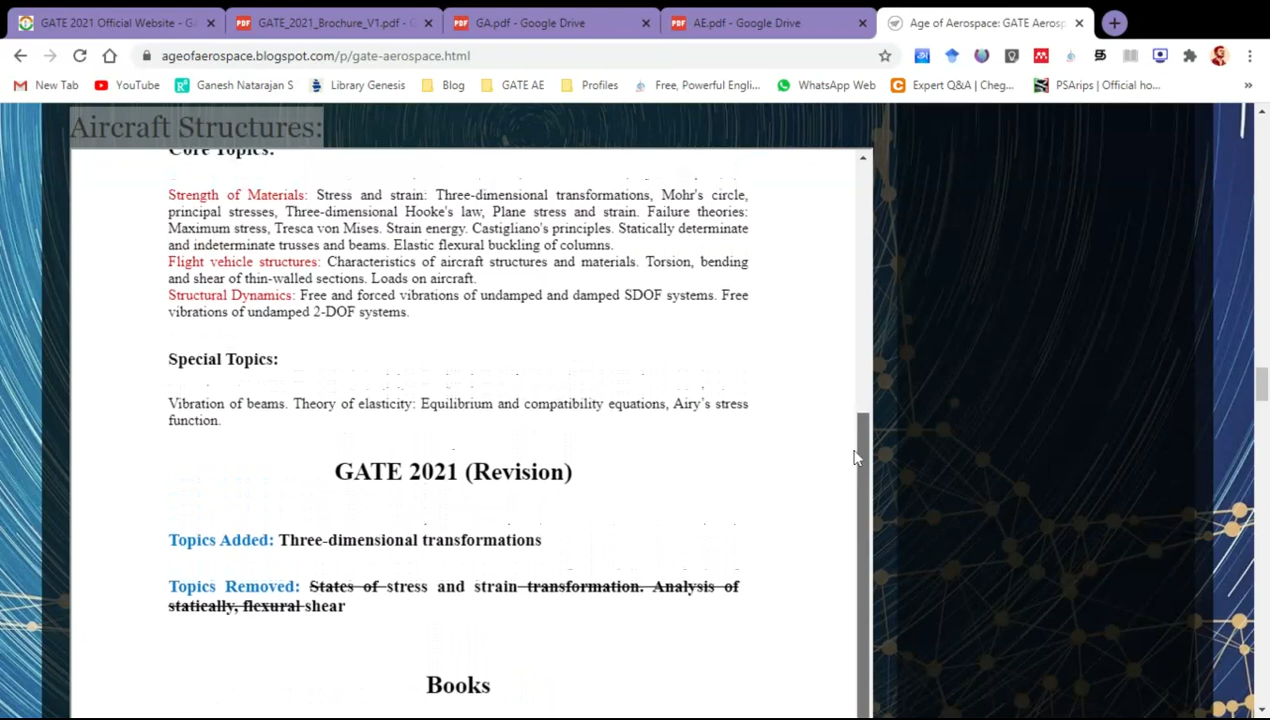 GATE 2021 Official Website - G
GATE_2021_Brochure_V1.pdf - G
GA.pdf - Google Drive
AE.pdf - Google Drive
Age of Aerospace: GATE Aerosp
ageofaerospace.blogspot.com/p/gate-aerospace.html
New Tab
YouTube
Ganesh Natarajan S
Library Genesis
Blog
GATE AE
Profiles
Free, Powerful Engli...
WhatsApp Web
Expert Q&A | Cheg...
PSArips | Official ho...
Aircraft Structures:
Core Topics:
Strength of Materials: Stress and strain: Three-dimensional transformations, Mohr's circle,
principal stresses, Three-dimensional Hooke's law, Plane stress and strain. Failure theories:
Maximum stress, Tresca von Mises. Strain energy. Castigliano's principles. Statically determinate
and indeterminate trusses and beams. Elastic flexural buckling of columns.
Flight vehicle structures: Characteristics of aircraft structures and materials. Torsion, bending
and shear of thin-walled sections. Loads on aircraft.
Structural Dynamics: Free and forced vibrations of undamped and damped SDOF systems. Free
vibrations of undamped 2-DOF systems.
Special Topics:
Vibration of beams. Theory of elasticity: Equilibrium and compatibility equations, Airy's stress
function.
GATE 2021 (Revision)
Topics Added: Three-dimensional transformations
Topics Removed: States of stress and strain transformation. Analysis of
statically, flexural shear
Books